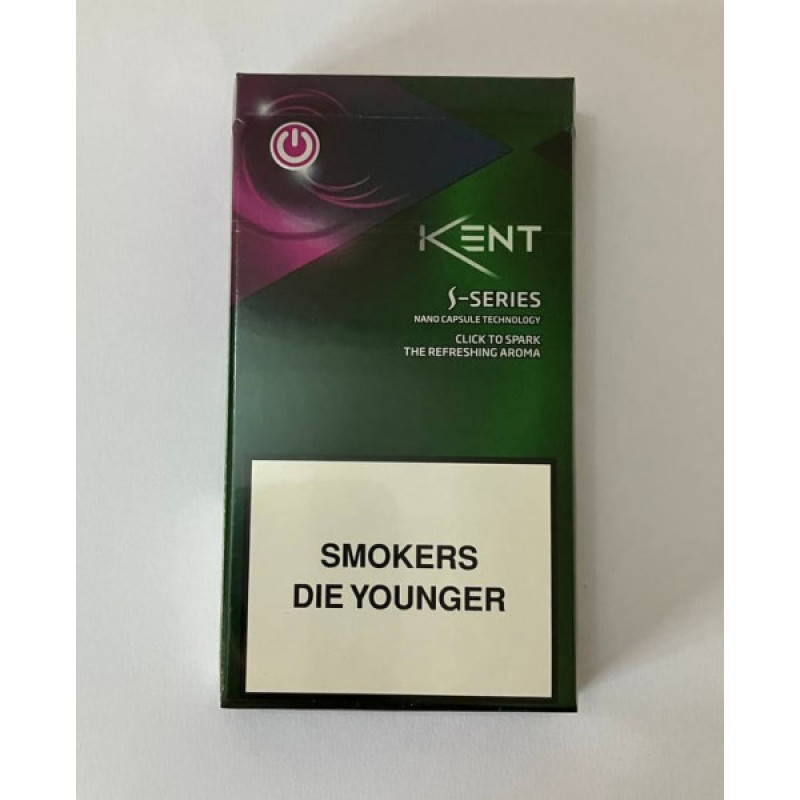 KENT
S-SERIES
NANO CAPSULE TECHNOLOGY
CLICK TO SPARK
THE REFRESHING AROMA
SMOKERS
DIE YOUNGER